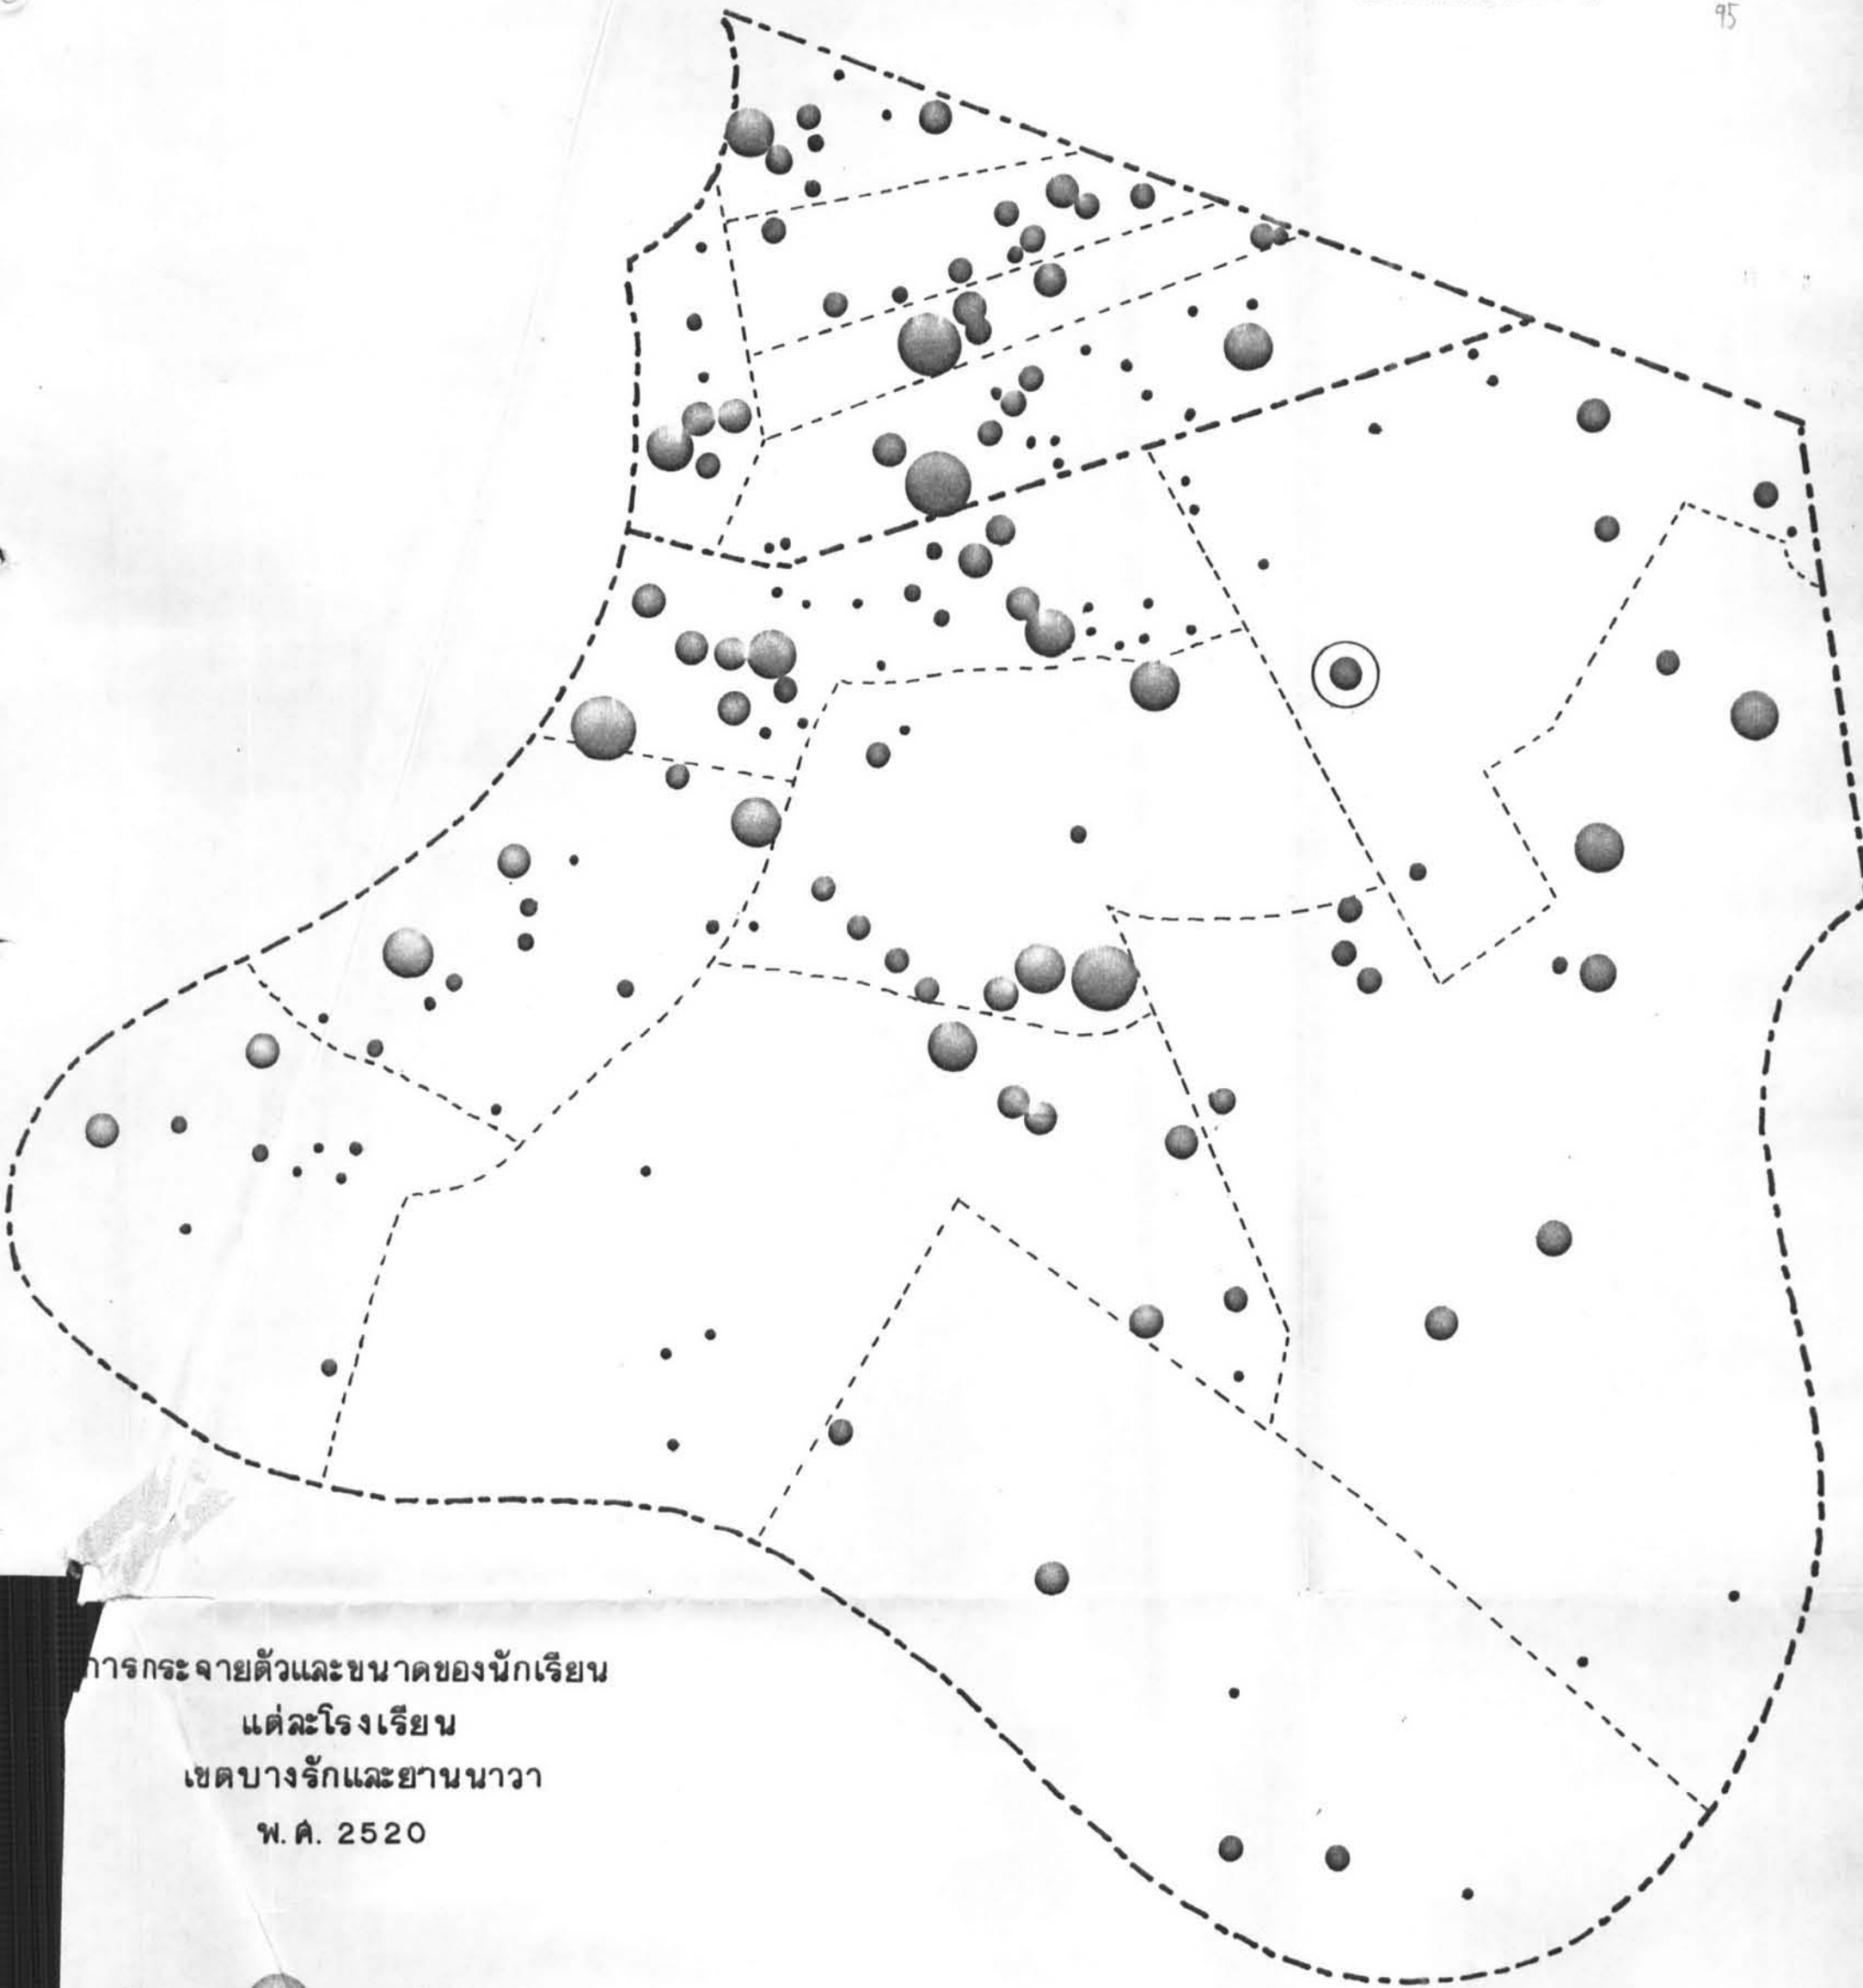 95
การกระจายตัวและขนาดของนักเรียน
แต่ละโรงเรียน
เขตบางรักและยานนาวา
พ.ศ. 2520